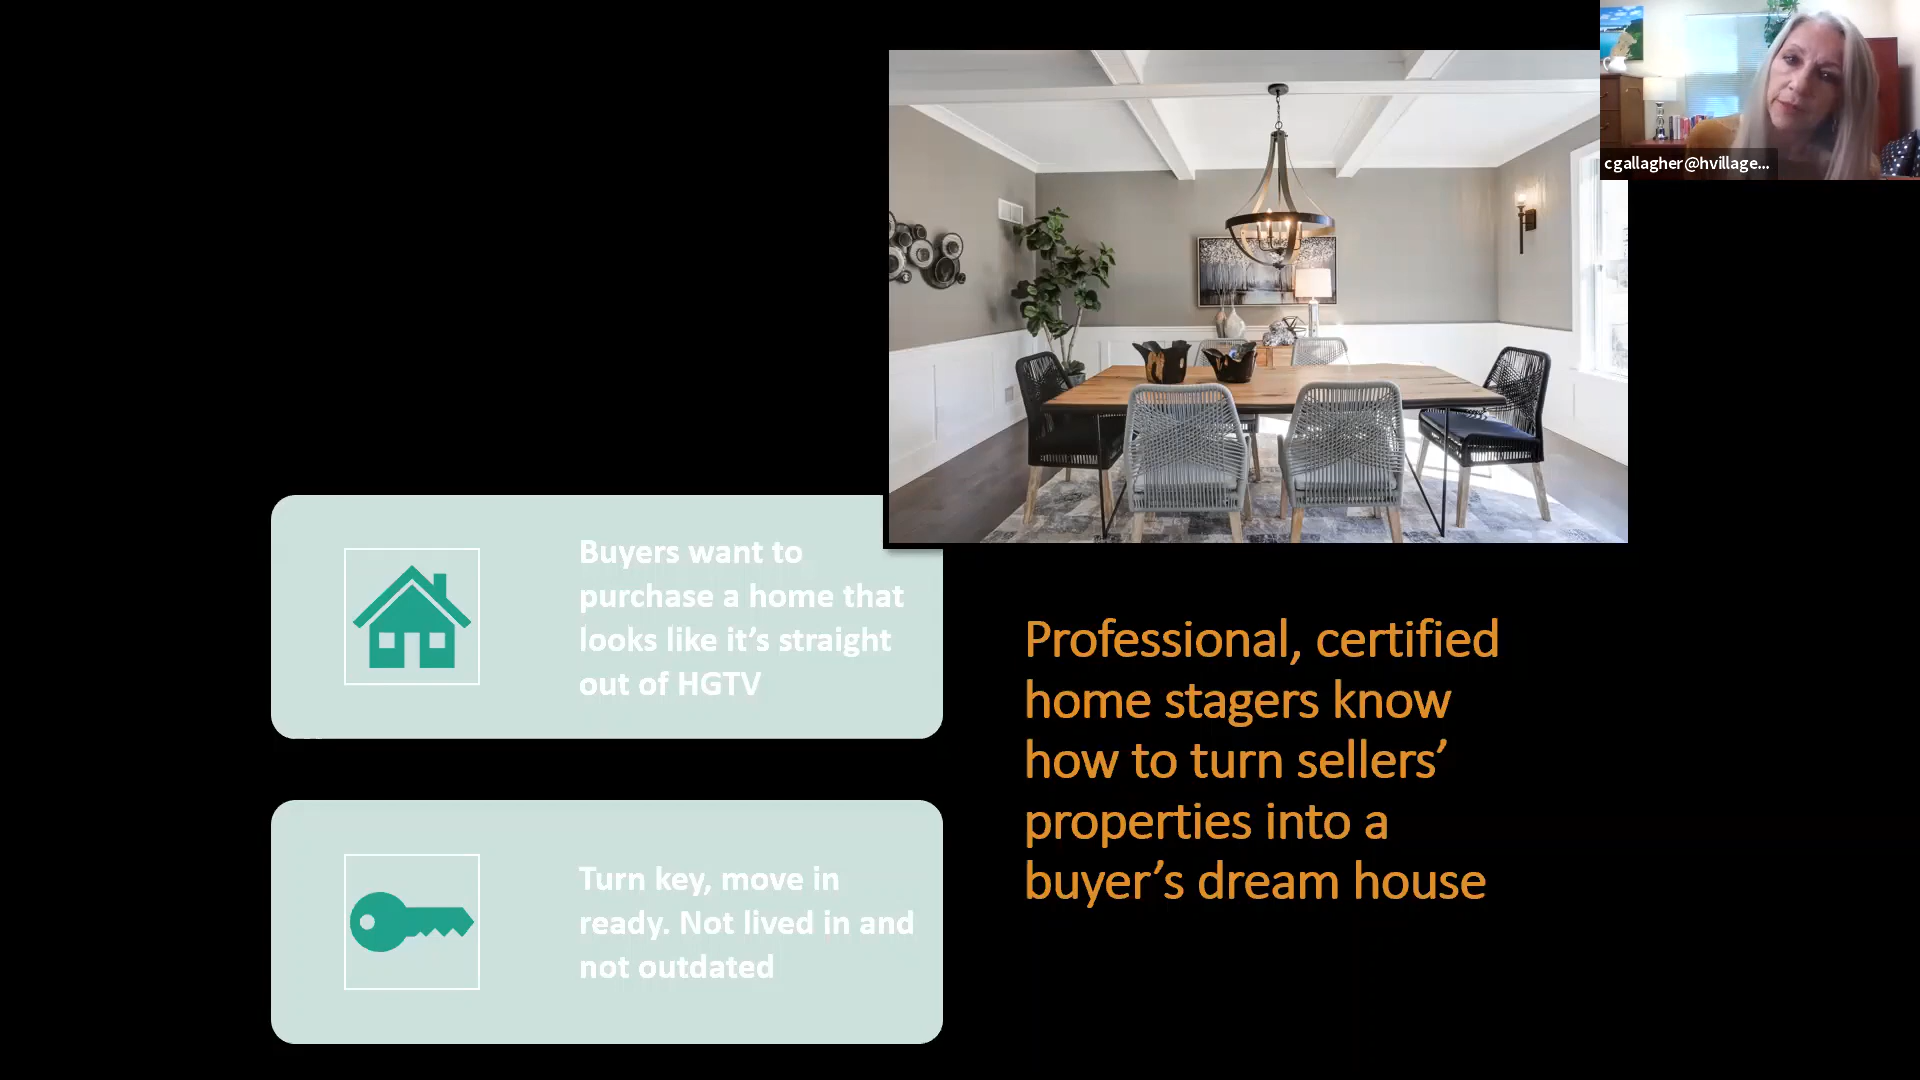 cgallagher@hvillage...
Buyers want to
purchase a home that
looks like it’s straight
out of HGTV
Turn key, move in
ready. Not lived in and
not outdated
Professional, certified
home stagers know
how to turn sellers’
properties into a
buyer’s dream house